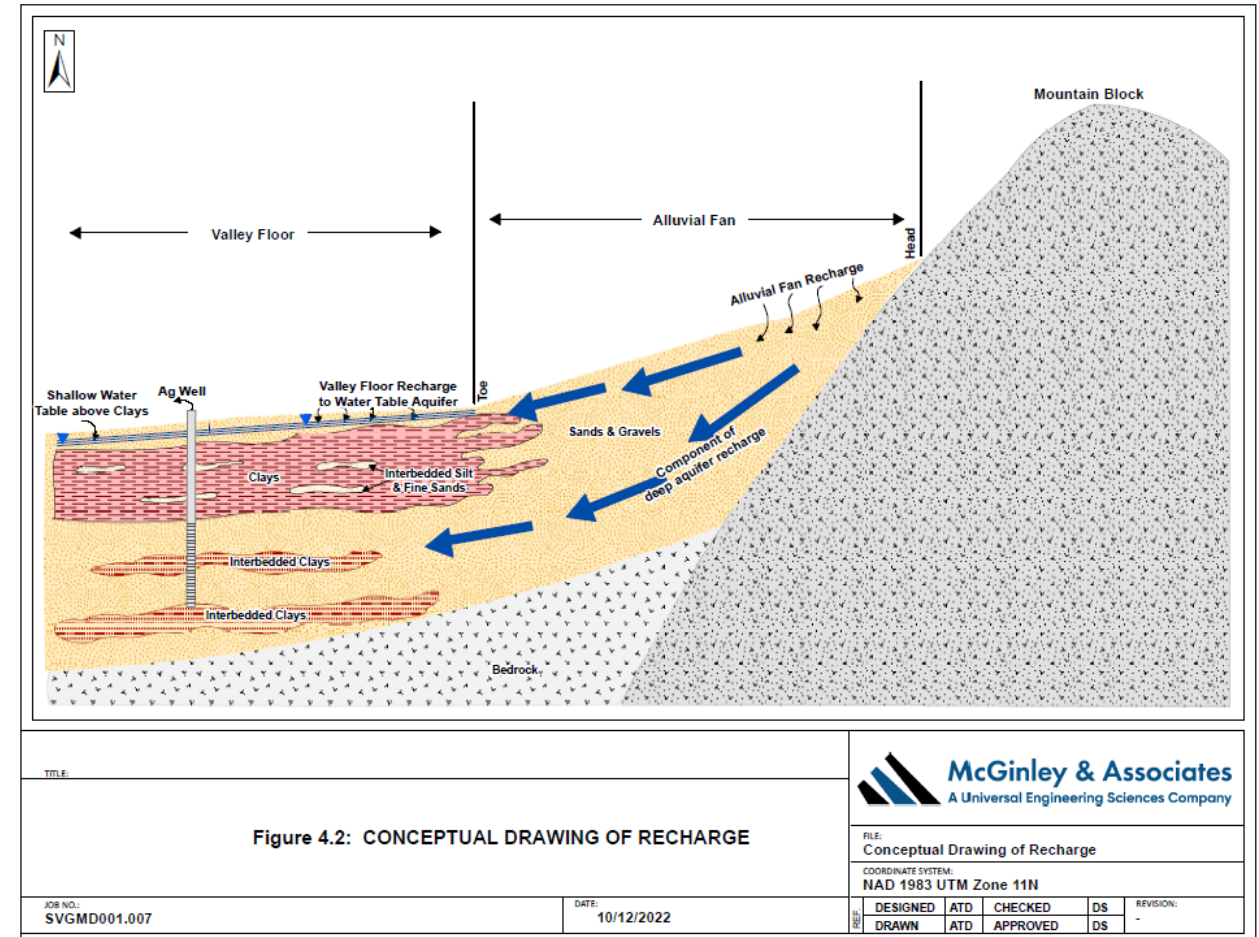 N
Mountain Block
Valley Floor
Alluvial Fan
Head
Alluvial Fan Recharge
Shallow Water
Table above Clays
Ag Well
Valley Floor Recharge
to Water Table Aquifer
Toe
Sands & Gravels
Component of
deep aquifer recharge
Clays
Interbedded Silt
& Fine Sands
Interbedded Clays
Interbedded Clays
Bedrock
TITLE:
Figure 4.2: CONCEPTUAL DRAWING OF RECHARGE
McGinley & Associates
A Universal Engineering Sciences Company
FILE:
Conceptual Drawing of Recharge
COORDINATE SYSTEM:
NAD 1983 UTM Zone 11N
JOB NO.:
SVGMD001.007
DATE:
10/12/2022
REF.
DESIGNED ATD CHECKED DS
DRAWN ATD APPROVED DS
REVISION:
-